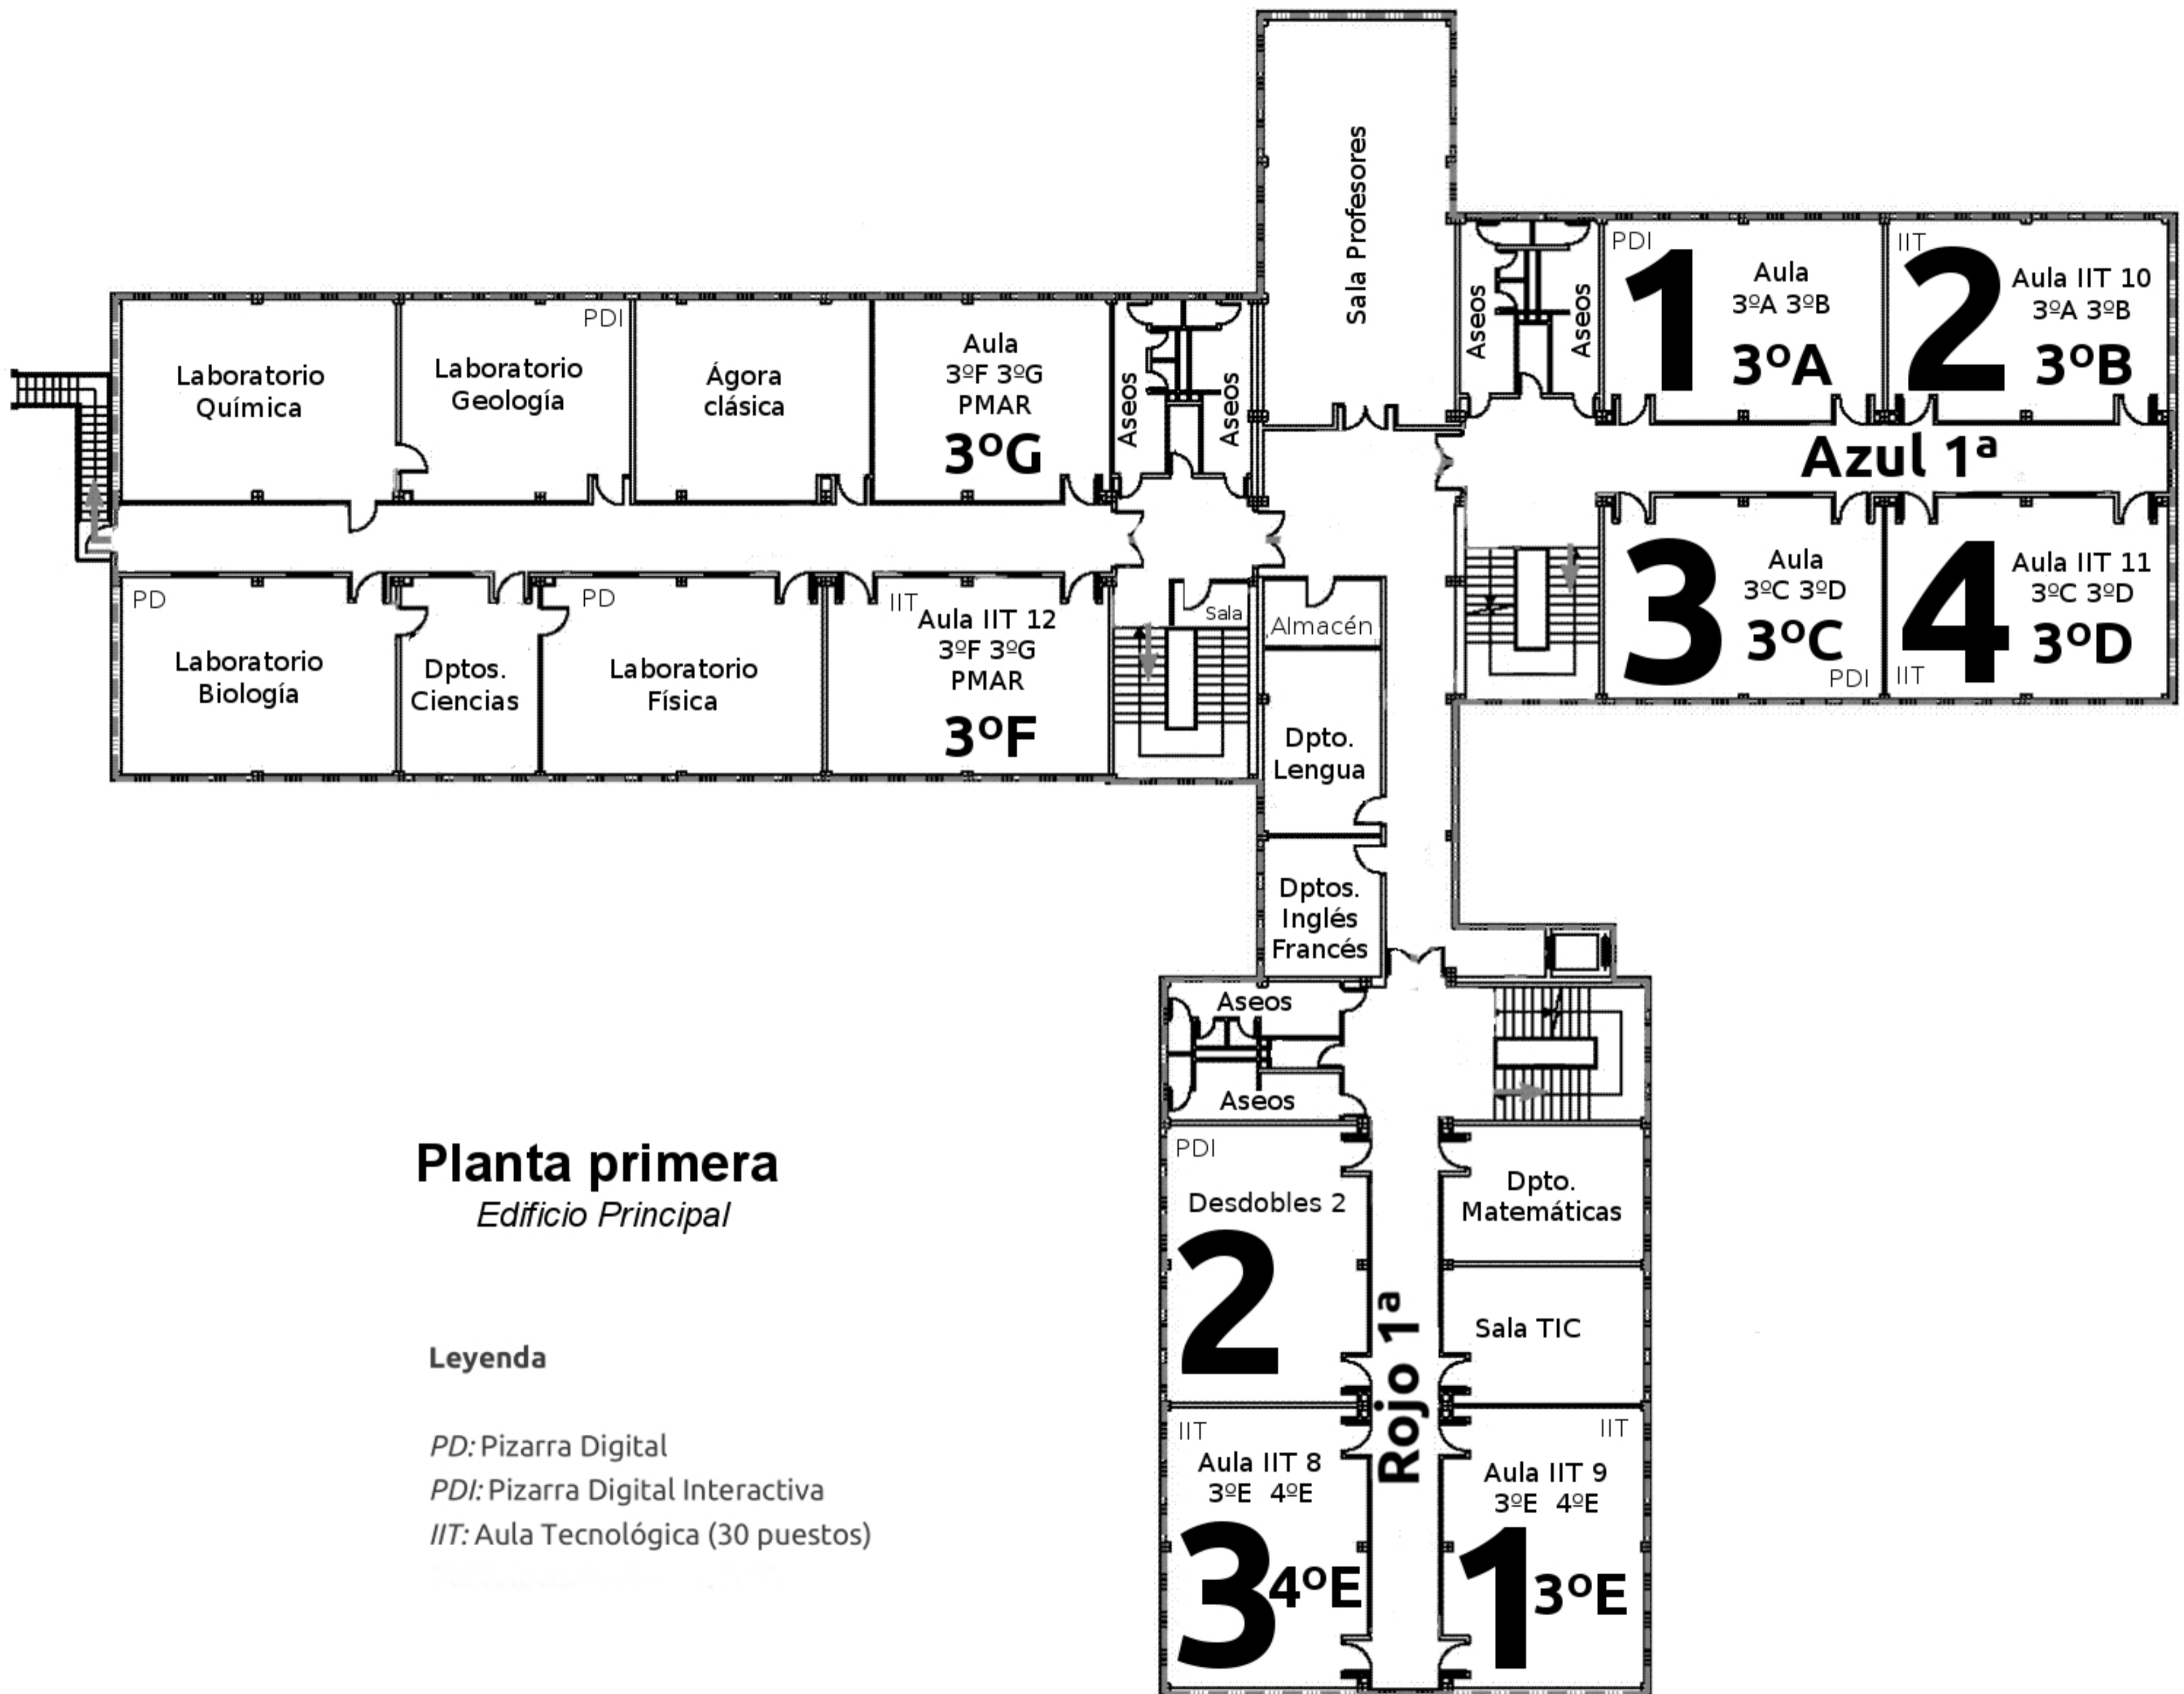 Sala Profesores
Aseos
Aseos
PDI
1
Aula
3ºA 3ºB
3ºA
IIT
2
Aula IIT 10
3ºA 3ºB
3ºB
Azul 1ª
3
Aula
3ºC 3ºD
3ºC
PDI
4
Aula IIT 11
3ºC 3ºD
3ºD
IIT
Laboratorio
Química
PDI
Laboratorio
Geología
Ágora
clásica
Aula
3ºF 3ºG
PMAR
3ºG
Aseos
Aseos
PD
Laboratorio
Biología
Dptos.
Ciencias
PD
Laboratorio
Física
IIT
Aula IIT 12
3ºF 3ºG
PMAR
3ºF
Sala
Almacén
Dpto.
Lengua
Dptos.
Inglés
Francés
Aseos
Aseos
PDI
Desdobles 2
2
Dpto.
Matemáticas
Sala TIC
Rojo 1ª
IIT
Aula IIT 8
3ºE 4ºE
3
4ºE
IIT
Aula IIT 9
3ºE 4ºE
1
3ºE
Planta primera
Edificio Principal
Leyenda
PD: Pizarra Digital
PDI: Pizarra Digital Interactiva
IIT: Aula Tecnológica (30 puestos)